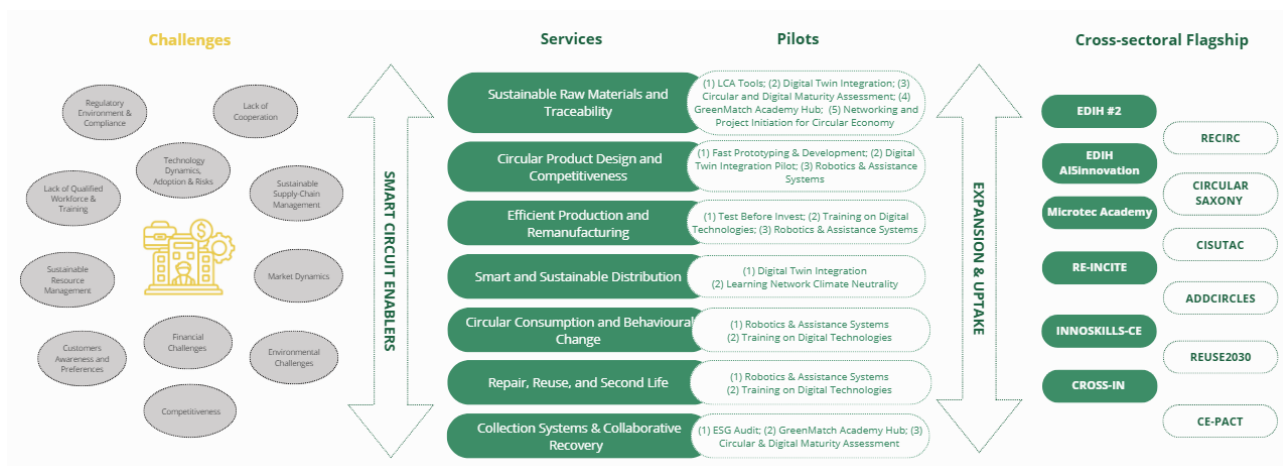 Challenges
Regulatory
Environment &
Compliance
Lack of
Cooperation
Technology
Dynamics,
Adoption & Risks
Lack of Qualified
Workforce &
Training
Sustainable
Supply-Chain
Management
Sustainable
Resource
Management
Market Dynamics
Financial
Challenges
Customers
Awareness and
Preferences
Environmental
Challenges
Competitiveness
SMART CIRCUIT ENABLERS
Services
Pilots
Sustainable Raw Materials and
Traceability
(1) LCA Tools; (2) Digital Twin Integration; (3)
Circular and Digital Maturity Assessment; (4)
GreenMatch Academy Hub; (5) Networking and
Project Initiation for Circular Economy
Circular Product Design and
Competitiveness
(1) Fast Prototyping & Development; (2) Digital
Twin Integration Pilot; (3) Robotics & Assistance
Systems
Efficient Production and
Remanufacturing
(1) Test Before Invest; (2) Training on Digital
Technologies; (3) Robotics & Assistance Systems
Smart and Sustainable Distribution
(1) Digital Twin Integration
(2) Learning Network Climate Neutrality
Circular Consumption and Behavioural
Change
(1) Robotics & Assistance Systems
(2) Training on Digital Technologies
Repair, Reuse, and Second Life
(1) Robotics & Assistance Systems
(2) Training on Digital Technologies
Collection Systems & Collaborative
Recovery
(1) ESG Audit; (2) GreenMatch Academy Hub; (3)
Circular & Digital Maturity Assessment
EXPANSION & UPTAKE
Cross-sectoral Flagship
EDIH #2
RECIRC
EDIH
AI5innovation
CIRCULAR
SAXONY
Microtec Academy
CISUTAC
RE-INCITE
ADDCIRCLES
INNOSKILLS-CE
REUSE2030
CROSS-IN
CE-PACT